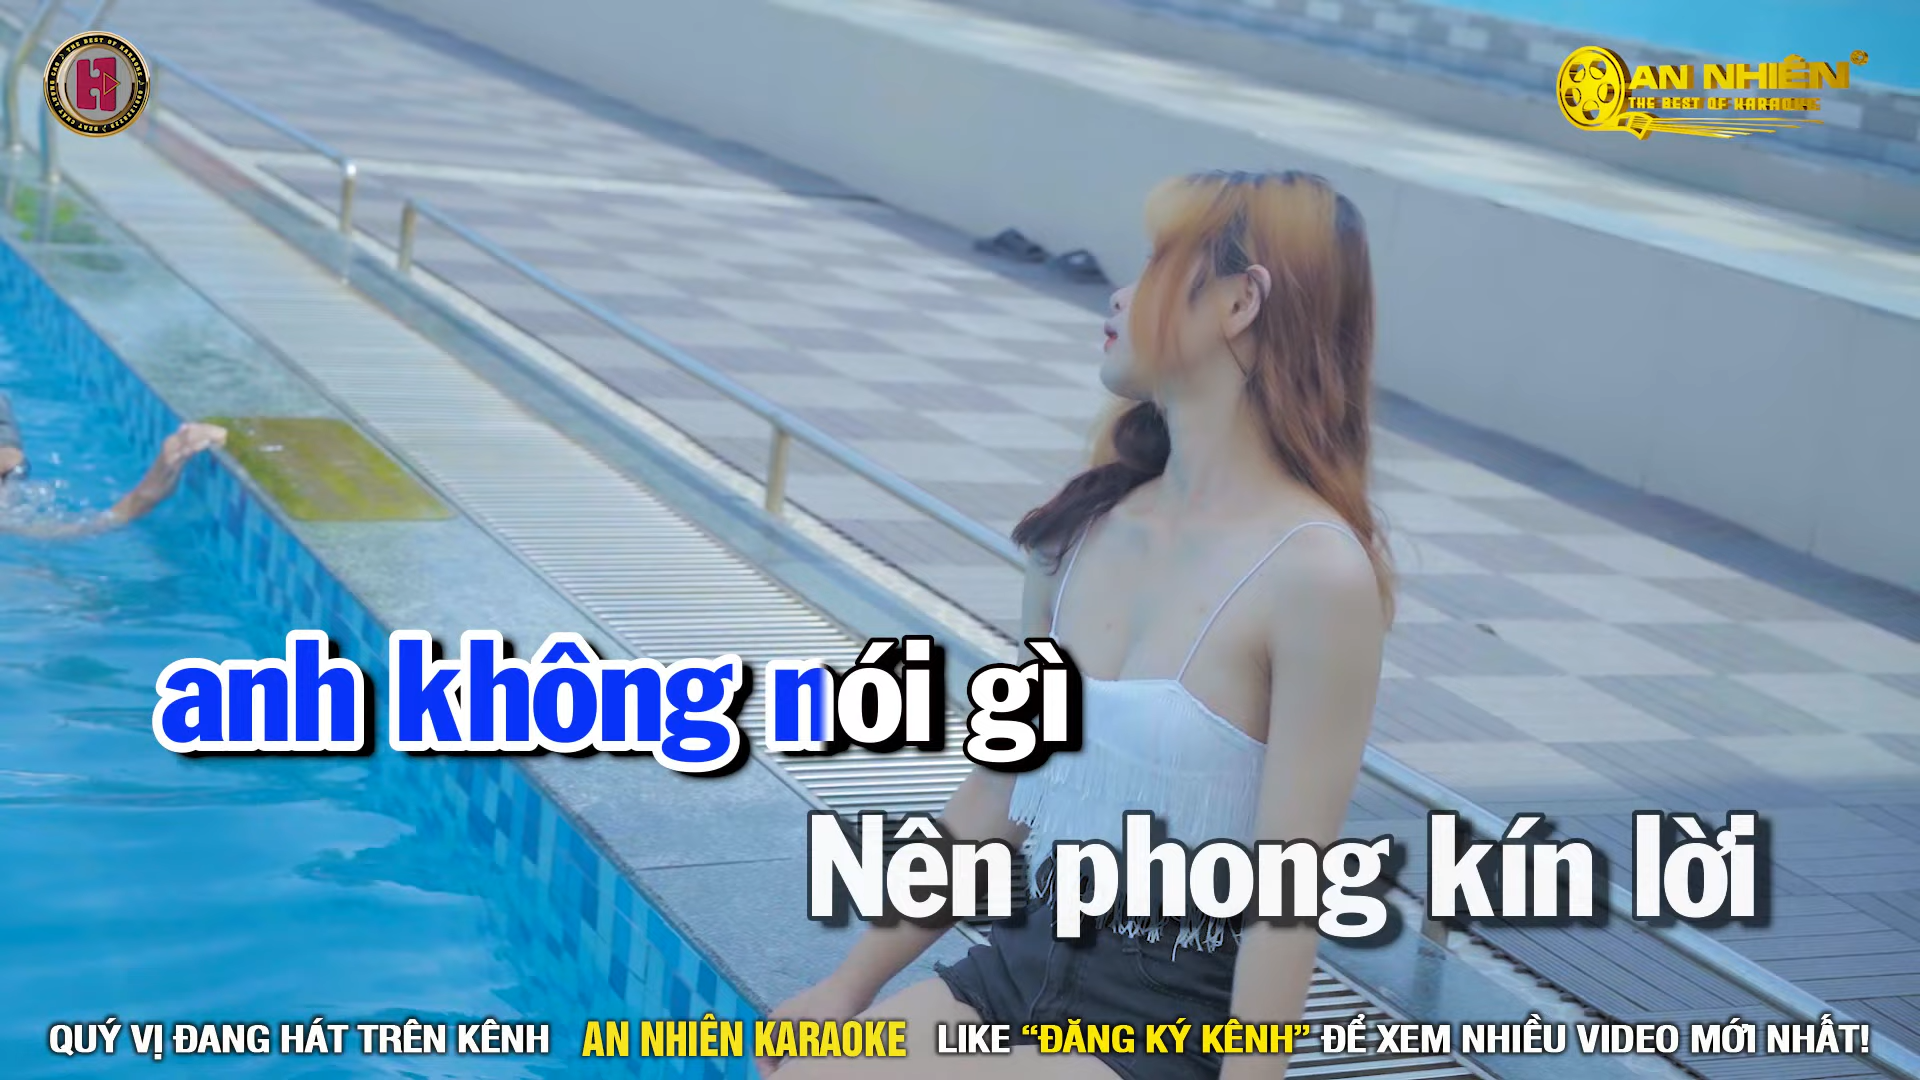 AN NHIÊN
THE BEST OF KARAOKE
anh không nói gì
Nên phong kín lời
QUÝ VỊ ĐANG HÁT TRÊN KÊNH AN NHIÊN KARAOKE LIKE “ĐĂNG KÝ KÊNH” ĐỂ XEM NHIỀU VIDEO MỚI NHẤT!